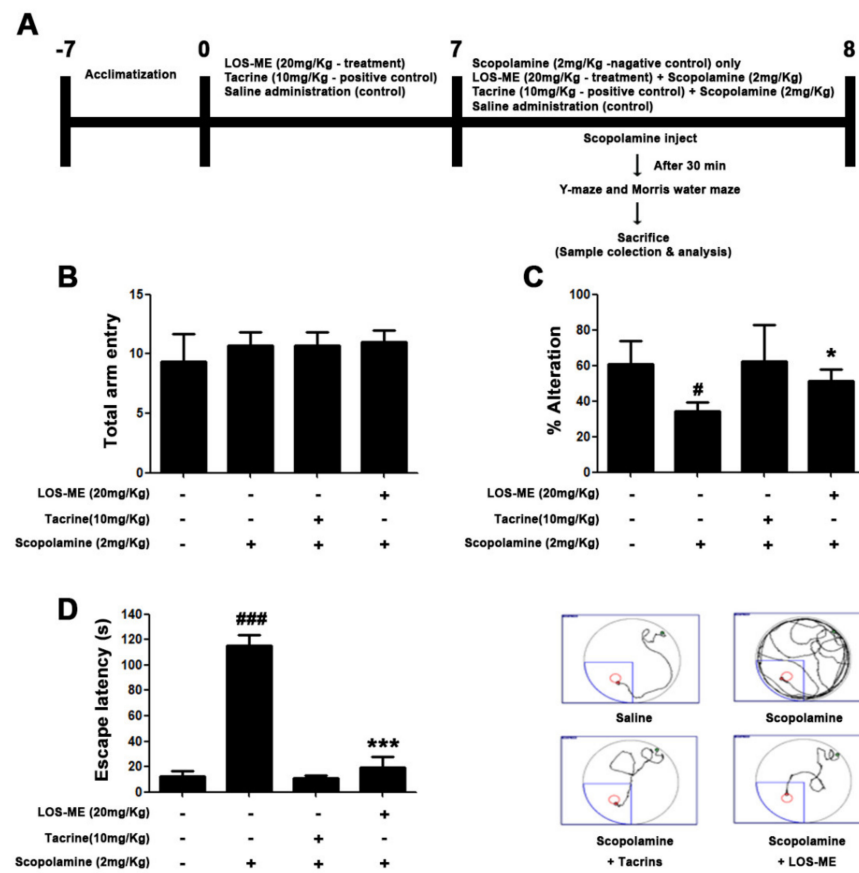 A
-7
0
7
8
Acclimatization
LOS-ME (20mg/Kg - treatment)
Tacrine (10mg/Kg - positive control)
Saline administration (control)
Scopolamine (2mg/Kg -nagative control) only
LOS-ME (20mg/Kg - treatment) + Scopolamine (2mg/Kg)
Tacrine (10mg/Kg - positive control) + Scopolamine (2mg/Kg)
Saline administration (control)
Scopolamine inject
After 30 min
Y-maze and Morris water maze
Sacrifice
(Sample colection & analysis)
B
Total arm entry
15
10
5
0
LOS-ME (20mg/Kg) - - - +
Tacrine(10mg/Kg) - - + -
Scopolamine (2mg/Kg) - + + +
C
% Alteration
100
80
60
40
20
0
#
*
LOS-ME (20mg/Kg) - - - +
Tacrine(10mg/Kg) - - + -
Scopolamine (2mg/Kg) - + + +
D
Escape latency (s)
140
120
100
80
60
40
20
0
###
***
LOS-ME (20mg/Kg) - - - +
Tacrine(10mg/Kg) - - + -
Scopolamine (2mg/Kg) - + + +
Saline
Scopolamine
Scopolamine
+ Tacrins
Scopolamine
+ LOS-ME